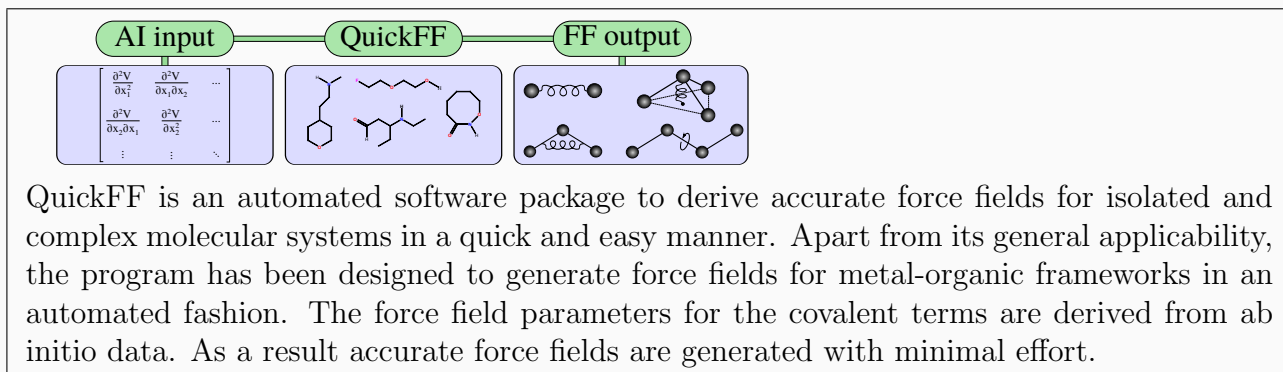 AI input QuickFF FF output
∂²V/∂x₁² ∂²V/∂x₁∂x₂ ⋯
∂²V/∂x₂∂x₁ ∂²V/∂x₂² ⋯
⋮ ⋮ ⋱
QuickFF is an automated software package to derive accurate force fields for isolated and
complex molecular systems in a quick and easy manner. Apart from its general applicability,
the program has been designed to generate force fields for metal-organic frameworks in an
automated fashion. The force field parameters for the covalent terms are derived from ab
initio data. As a result accurate force fields are generated with minimal effort.